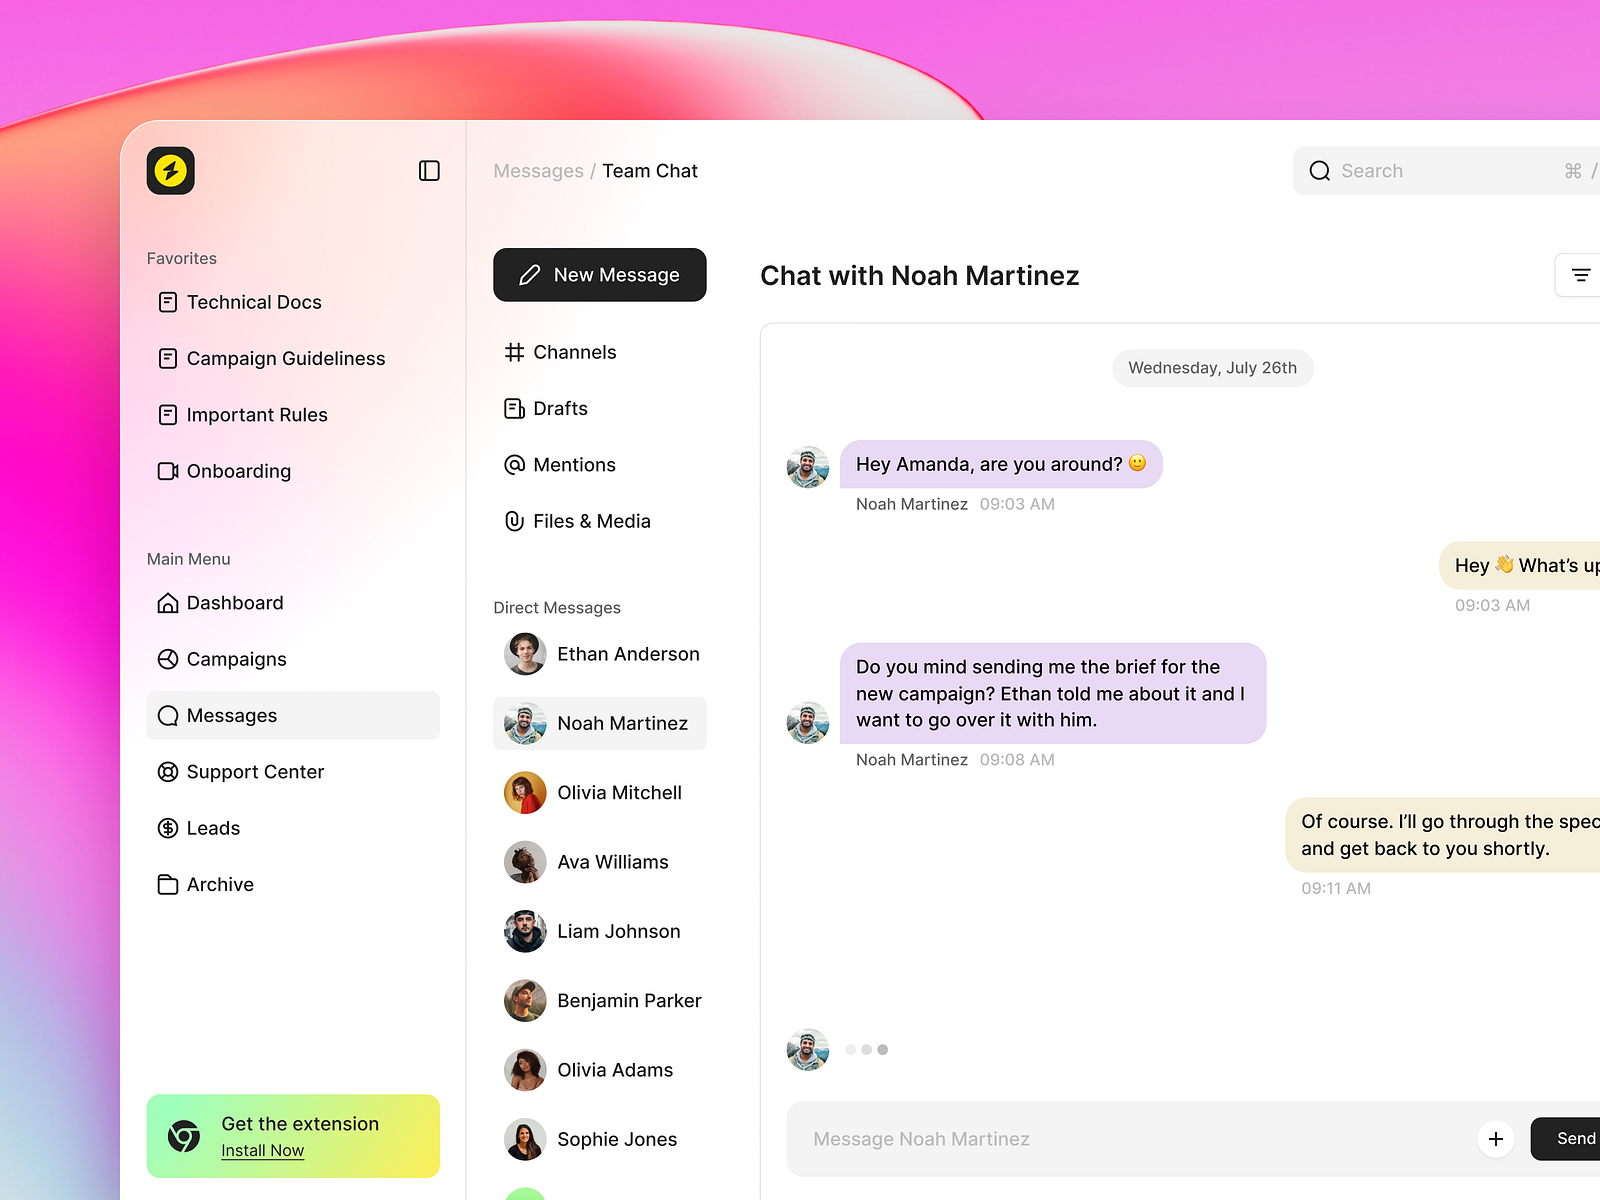 Messages / Team Chat
Search
⌘ /
Favorites
Technical Docs
Campaign Guideliness
Important Rules
Onboarding
Main Menu
Dashboard
Campaigns
Messages
Support Center
Leads
Archive
Get the extension
Install Now
New Message
Channels
Drafts
Mentions
Files & Media
Direct Messages
Ethan Anderson
Noah Martinez
Olivia Mitchell
Ava Williams
Liam Johnson
Benjamin Parker
Olivia Adams
Sophie Jones
Chat with Noah Martinez
Wednesday, July 26th
Hey Amanda, are you around? 🙂
Noah Martinez 09:03 AM
Hey 👋 What’s up
09:03 AM
Do you mind sending me the brief for the
new campaign? Ethan told me about it and I
want to go over it with him.
Noah Martinez 09:08 AM
Of course. I’ll go through the spec
and get back to you shortly.
09:11 AM
Message Noah Martinez
Send